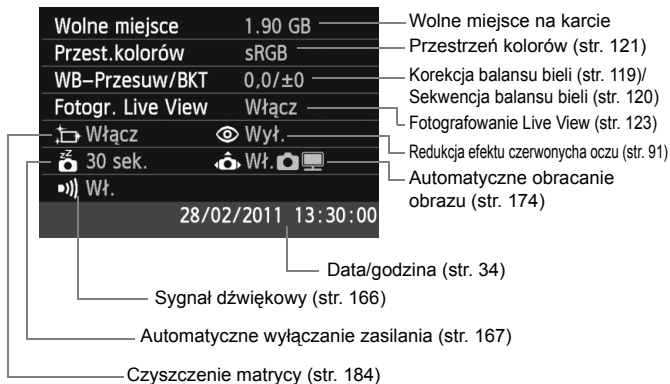 Wolne miejsce 1.90 GB
Przest.kolorów sRGB
WB–Przesuw/BKT 0,0/±0
Fotogr. Live View Włącz
Włącz Wył.
30 sek. Wł.
Wł.
28/02/2011 13:30:00
Wolne miejsce na karcie
Przestrzeń kolorów (str. 121)
Korekcja balansu bieli (str. 119)/
Sekwencja balansu bieli (str. 120)
Fotografowanie Live View (str. 123)
Redukcja efektu czerwonycha oczu (str. 91)
Automatyczne obracanie
obrazu (str. 174)
Data/godzina (str. 34)
Sygnał dźwiękowy (str. 166)
Automatyczne wyłączanie zasilania (str. 167)
Czyszczenie matrycy (str. 184)